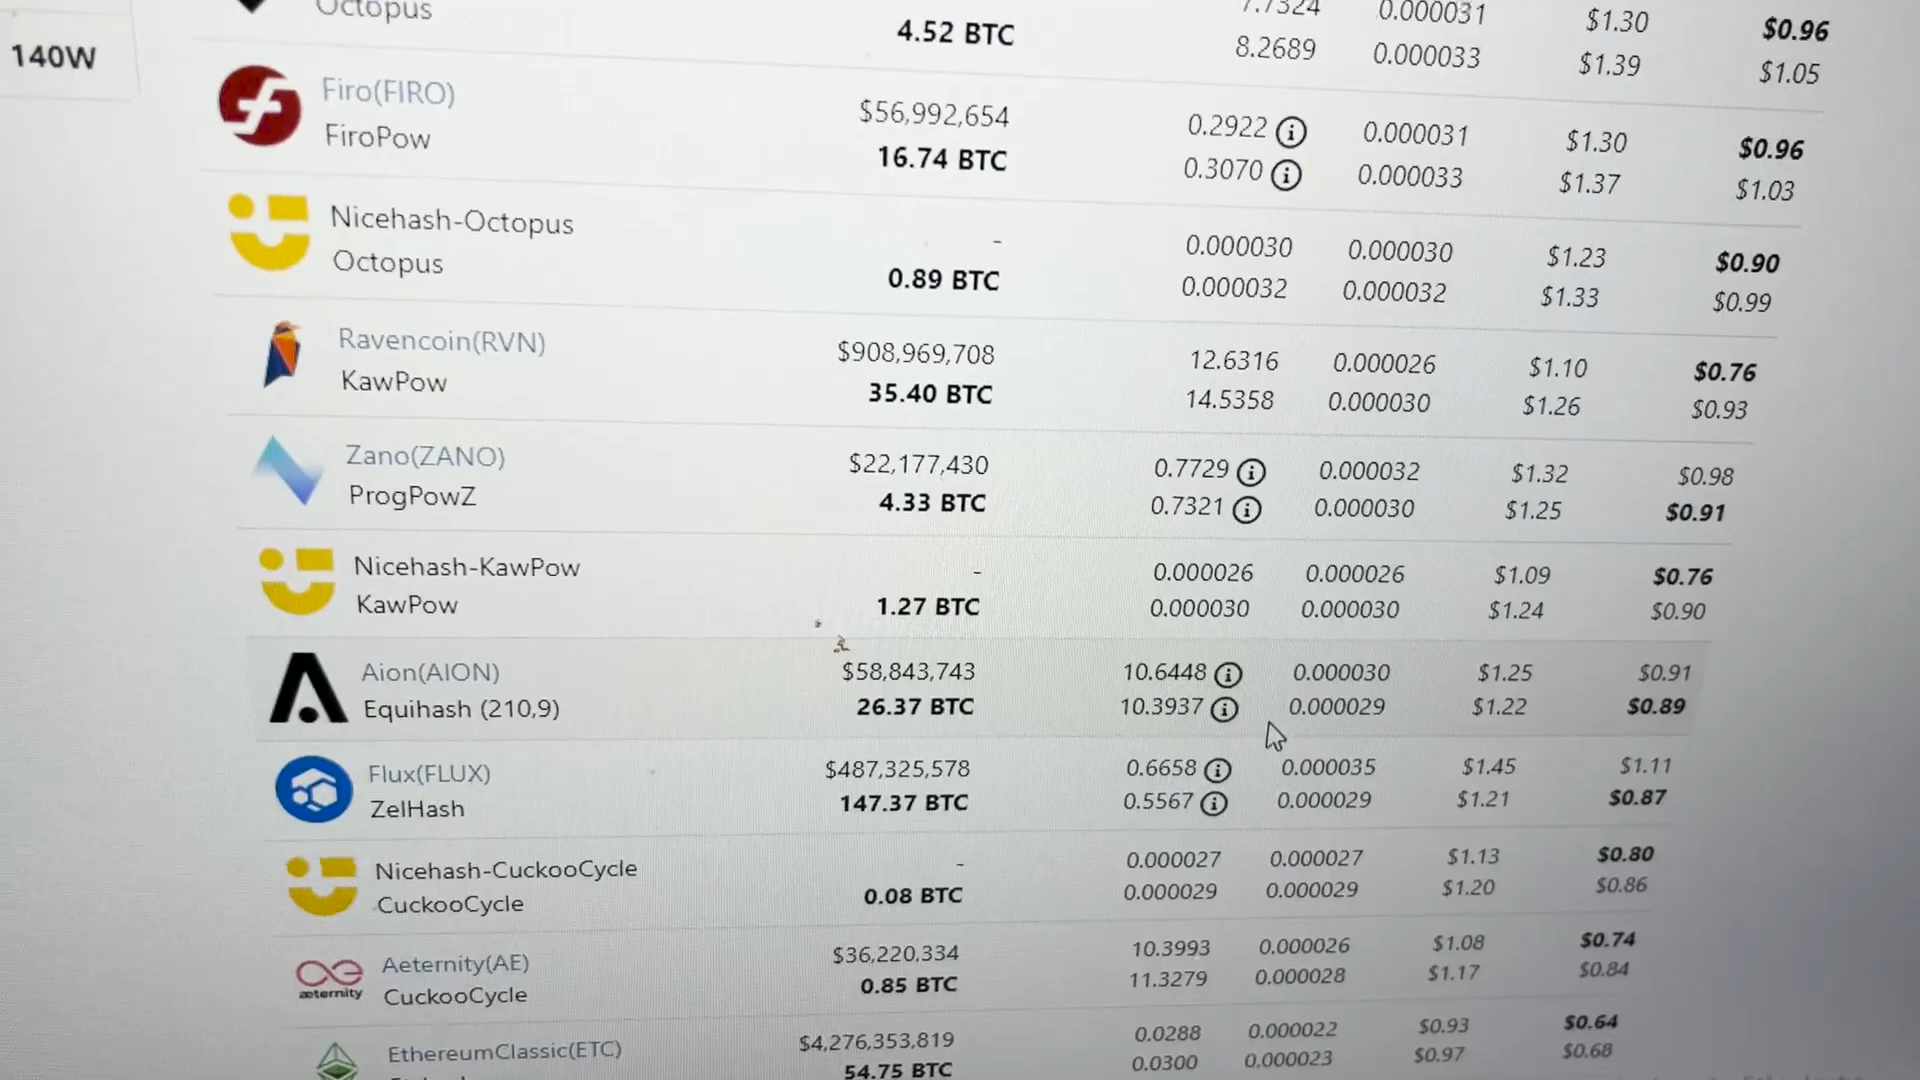 140W
Octopus
4.52 BTC
7.7324 0.000031 $1.30 $0.96
8.2689 0.000033 $1.39 $1.05
Firo(FIRO) $56,992,654 0.2922 0.000031 $1.30 $0.96
FiroPow 16.74 BTC 0.3070 0.000033 $1.37 $1.03
Nicehash-Octopus - 0.000030 0.000030 $1.23 $0.90
Octopus 0.89 BTC 0.000032 0.000032 $1.33 $0.99
Ravencoin(RVN) $908,969,708 12.6316 0.000026 $1.10 $0.76
KawPow 35.40 BTC 14.5358 0.000030 $1.26 $0.93
Zano(ZANO) $22,177,430 0.7729 0.000032 $1.32 $0.98
ProgPowZ 4.33 BTC 0.7321 0.000030 $1.25 $0.91
Nicehash-KawPow - 0.000026 0.000026 $1.09 $0.76
KawPow 1.27 BTC 0.000030 0.000030 $1.24 $0.90
Aion(AION) $58,843,743 10.6448 0.000030 $1.25 $0.91
Equihash (210,9) 26.37 BTC 10.3937 0.000029 $1.22 $0.89
Flux(FLUX) $487,325,578 0.6658 0.000035 $1.45 $1.11
ZelHash 147.37 BTC 0.5567 0.000029 $1.21 $0.87
Nicehash-CuckooCycle - 0.000027 0.000027 $1.13 $0.80
CuckooCycle 0.08 BTC 0.000029 0.000029 $1.20 $0.86
Aeternity(AE) $36,220,334 10.3993 0.000026 $1.08 $0.74
æternity CuckooCycle 0.85 BTC 11.3279 0.000028 $1.17 $0.84
EthereumClassic(ETC) $4,276,353,819 0.0288 0.000022 $0.93 $0.64
54.75 BTC 0.0300 0.000023 $0.97 $0.68